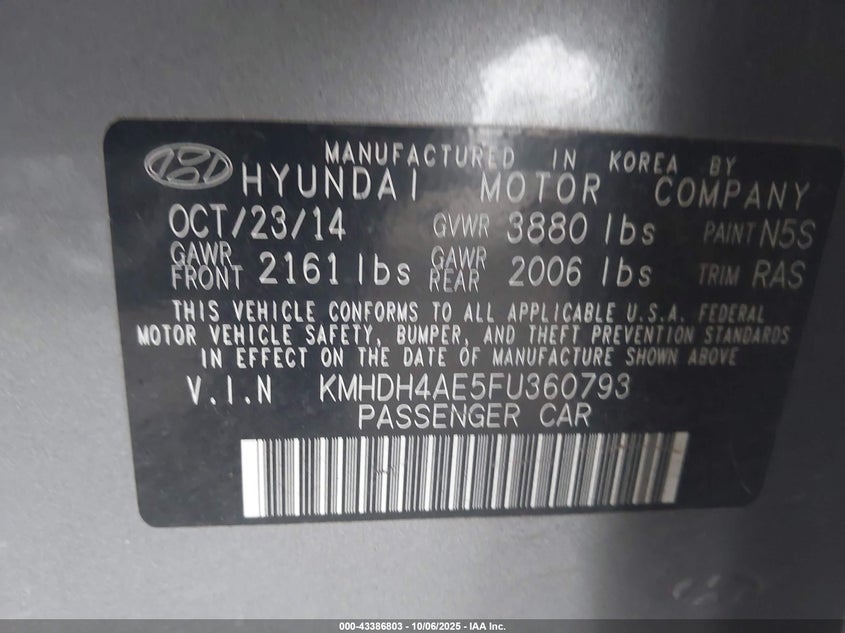 MANUFACTURED IN KOREA BY
HYUNDAI MOTOR COMPANY
OCT/23/14 GVWR 3880 lbs PAINT N5S
GAWR FRONT 2161 lbs GAWR REAR 2006 lbs TRIM RAS
THIS VEHICLE CONFORMS TO ALL APPLICABLE U.S.A. FEDERAL
MOTOR VEHICLE SAFETY, BUMPER, AND THEFT PREVENTION STANDARDS
IN EFFECT ON THE DATE OF MANUFACTURE SHOWN ABOVE
V.I.N KMHDH4AE5FU360793
PASSENGER CAR
000-43386803 - 10/06/2025 - IAA Inc.